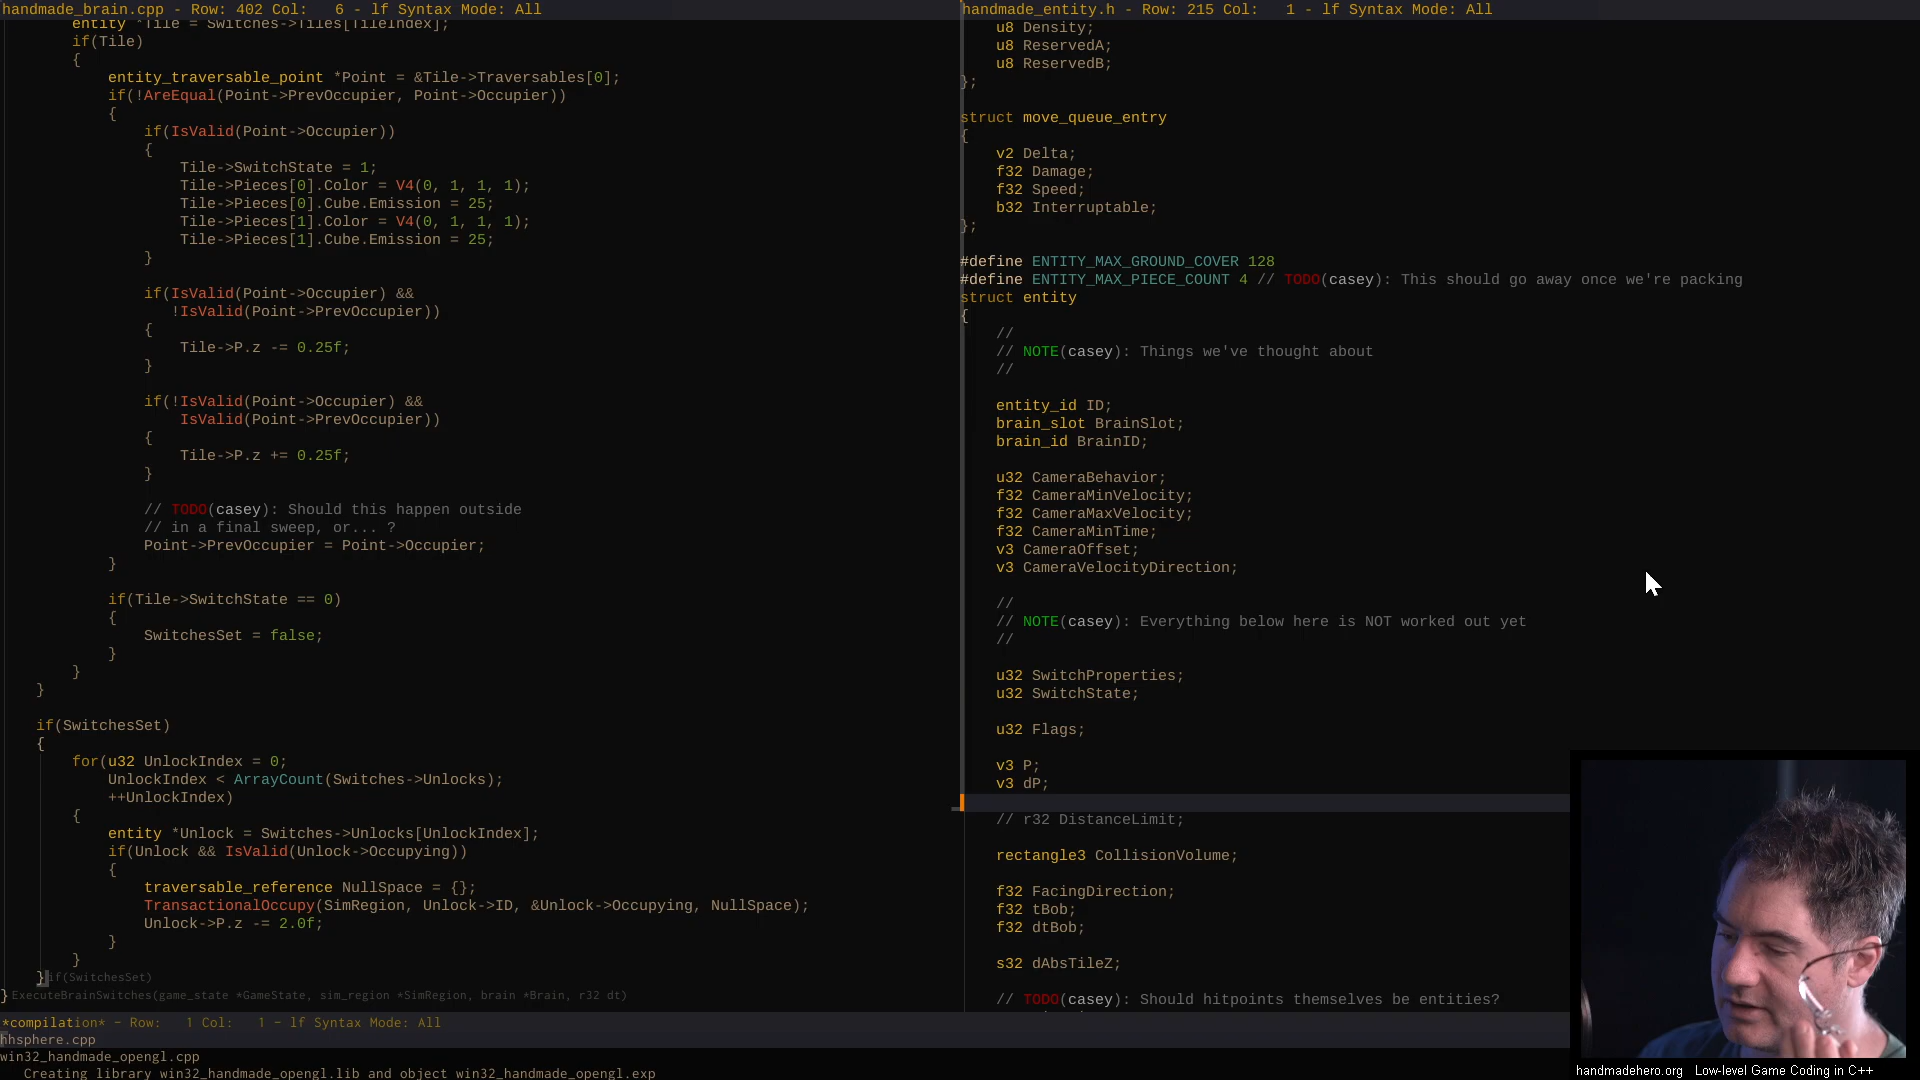 handmade_brain.cpp - Row: 402 Col:   6 - lf Syntax Mode: All
entity *Tile = Switches->Tiles[TileIndex];
if(Tile)
{
entity_traversable_point *Point = &Tile->Traversables[0];
if(!AreEqual(Point->PrevOccupier, Point->Occupier))
{
if(IsValid(Point->Occupier))
{
Tile->SwitchState = 1;
Tile->Pieces[0].Color = V4(0, 1, 1, 1);
Tile->Pieces[0].Cube.Emission = 25;
Tile->Pieces[1].Color = V4(0, 1, 1, 1);
Tile->Pieces[1].Cube.Emission = 25;
}
if(IsValid(Point->Occupier) &&
!IsValid(Point->PrevOccupier))
{
Tile->P.z -= 0.25f;
}
if(!IsValid(Point->Occupier) &&
IsValid(Point->PrevOccupier))
{
Tile->P.z += 0.25f;
}
// TODO(casey): Should this happen outside
// in a final sweep, or... ?
Point->PrevOccupier = Point->Occupier;
}
if(Tile->SwitchState == 0)
{
SwitchesSet = false;
}
}
}
if(SwitchesSet)
{
for(u32 UnlockIndex = 0;
UnlockIndex < ArrayCount(Switches->Unlocks);
++UnlockIndex)
{
entity *Unlock = Switches->Unlocks[UnlockIndex];
if(Unlock && IsValid(Unlock->Occupying))
{
traversable_reference NullSpace = {};
TransactionalOccupy(SimRegion, Unlock->ID, &Unlock->Occupying, NullSpace);
Unlock->P.z -= 2.0f;
}
}
} if(SwitchesSet)
} ExecuteBrainSwitches(game_state *GameState, sim_region *SimRegion, brain *Brain, r32 dt)
handmade_entity.h - Row: 215 Col:   1 - lf Syntax Mode: All
u8 Density;
u8 ReservedA;
u8 ReservedB;
};
struct move_queue_entry
{
v2 Delta;
f32 Damage;
f32 Speed;
b32 Interruptable;
};
#define ENTITY_MAX_GROUND_COVER 128
#define ENTITY_MAX_PIECE_COUNT 4 // TODO(casey): This should go away once we're packing
struct entity
{
//
// NOTE(casey): Things we've thought about
//
entity_id ID;
brain_slot BrainSlot;
brain_id BrainID;
u32 CameraBehavior;
f32 CameraMinVelocity;
f32 CameraMaxVelocity;
f32 CameraMinTime;
v3 CameraOffset;
v3 CameraVelocityDirection;
//
// NOTE(casey): Everything below here is NOT worked out yet
//
u32 SwitchProperties;
u32 SwitchState;
u32 Flags;
v3 P;
v3 dP;
// r32 DistanceLimit;
rectangle3 CollisionVolume;
f32 FacingDirection;
f32 tBob;
f32 dtBob;
s32 dAbsTileZ;
// TODO(casey): Should hitpoints themselves be entities?
*compilation* - Row:   1 Col:   1 - lf Syntax Mode: All
hhsphere.cpp
win32_handmade_opengl.cpp
Creating library win32_handmade_opengl.lib and object win32_handmade_opengl.exp
handmadehero.org   Low-level Game Coding in C++